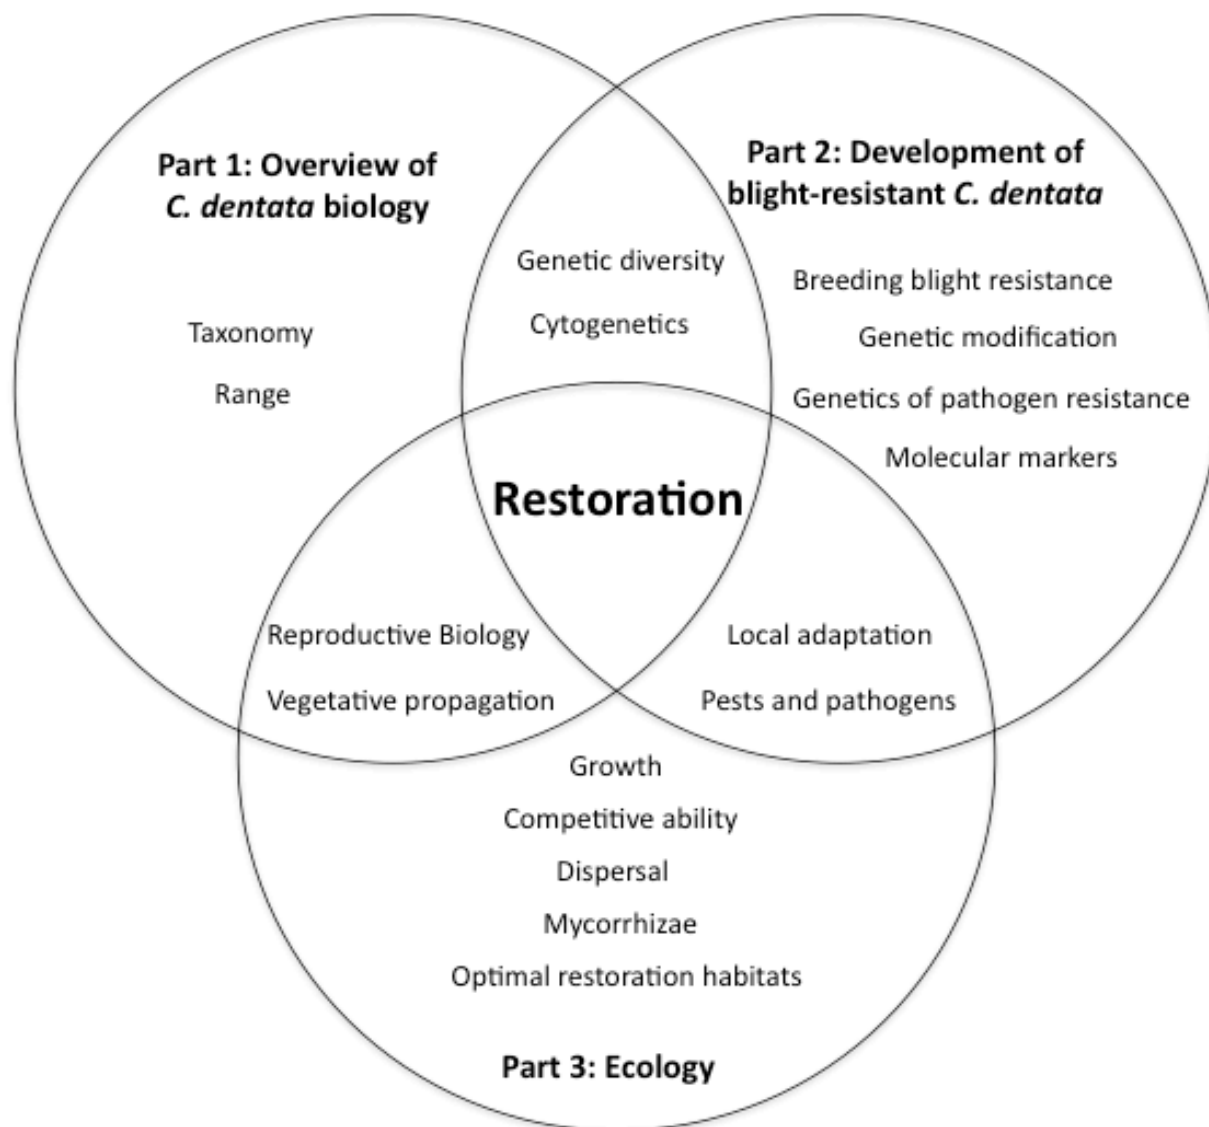 Part 1: Overview of
C. dentata biology
Taxonomy
Range
Part 2: Development of
blight-resistant C. dentata
Breeding blight resistance
Genetic modification
Genetics of pathogen resistance
Molecular markers
Genetic diversity
Cytogenetics
Restoration
Reproductive Biology
Vegetative propagation
Local adaptation
Pests and pathogens
Growth
Competitive ability
Dispersal
Mycorrhizae
Optimal restoration habitats
Part 3: Ecology